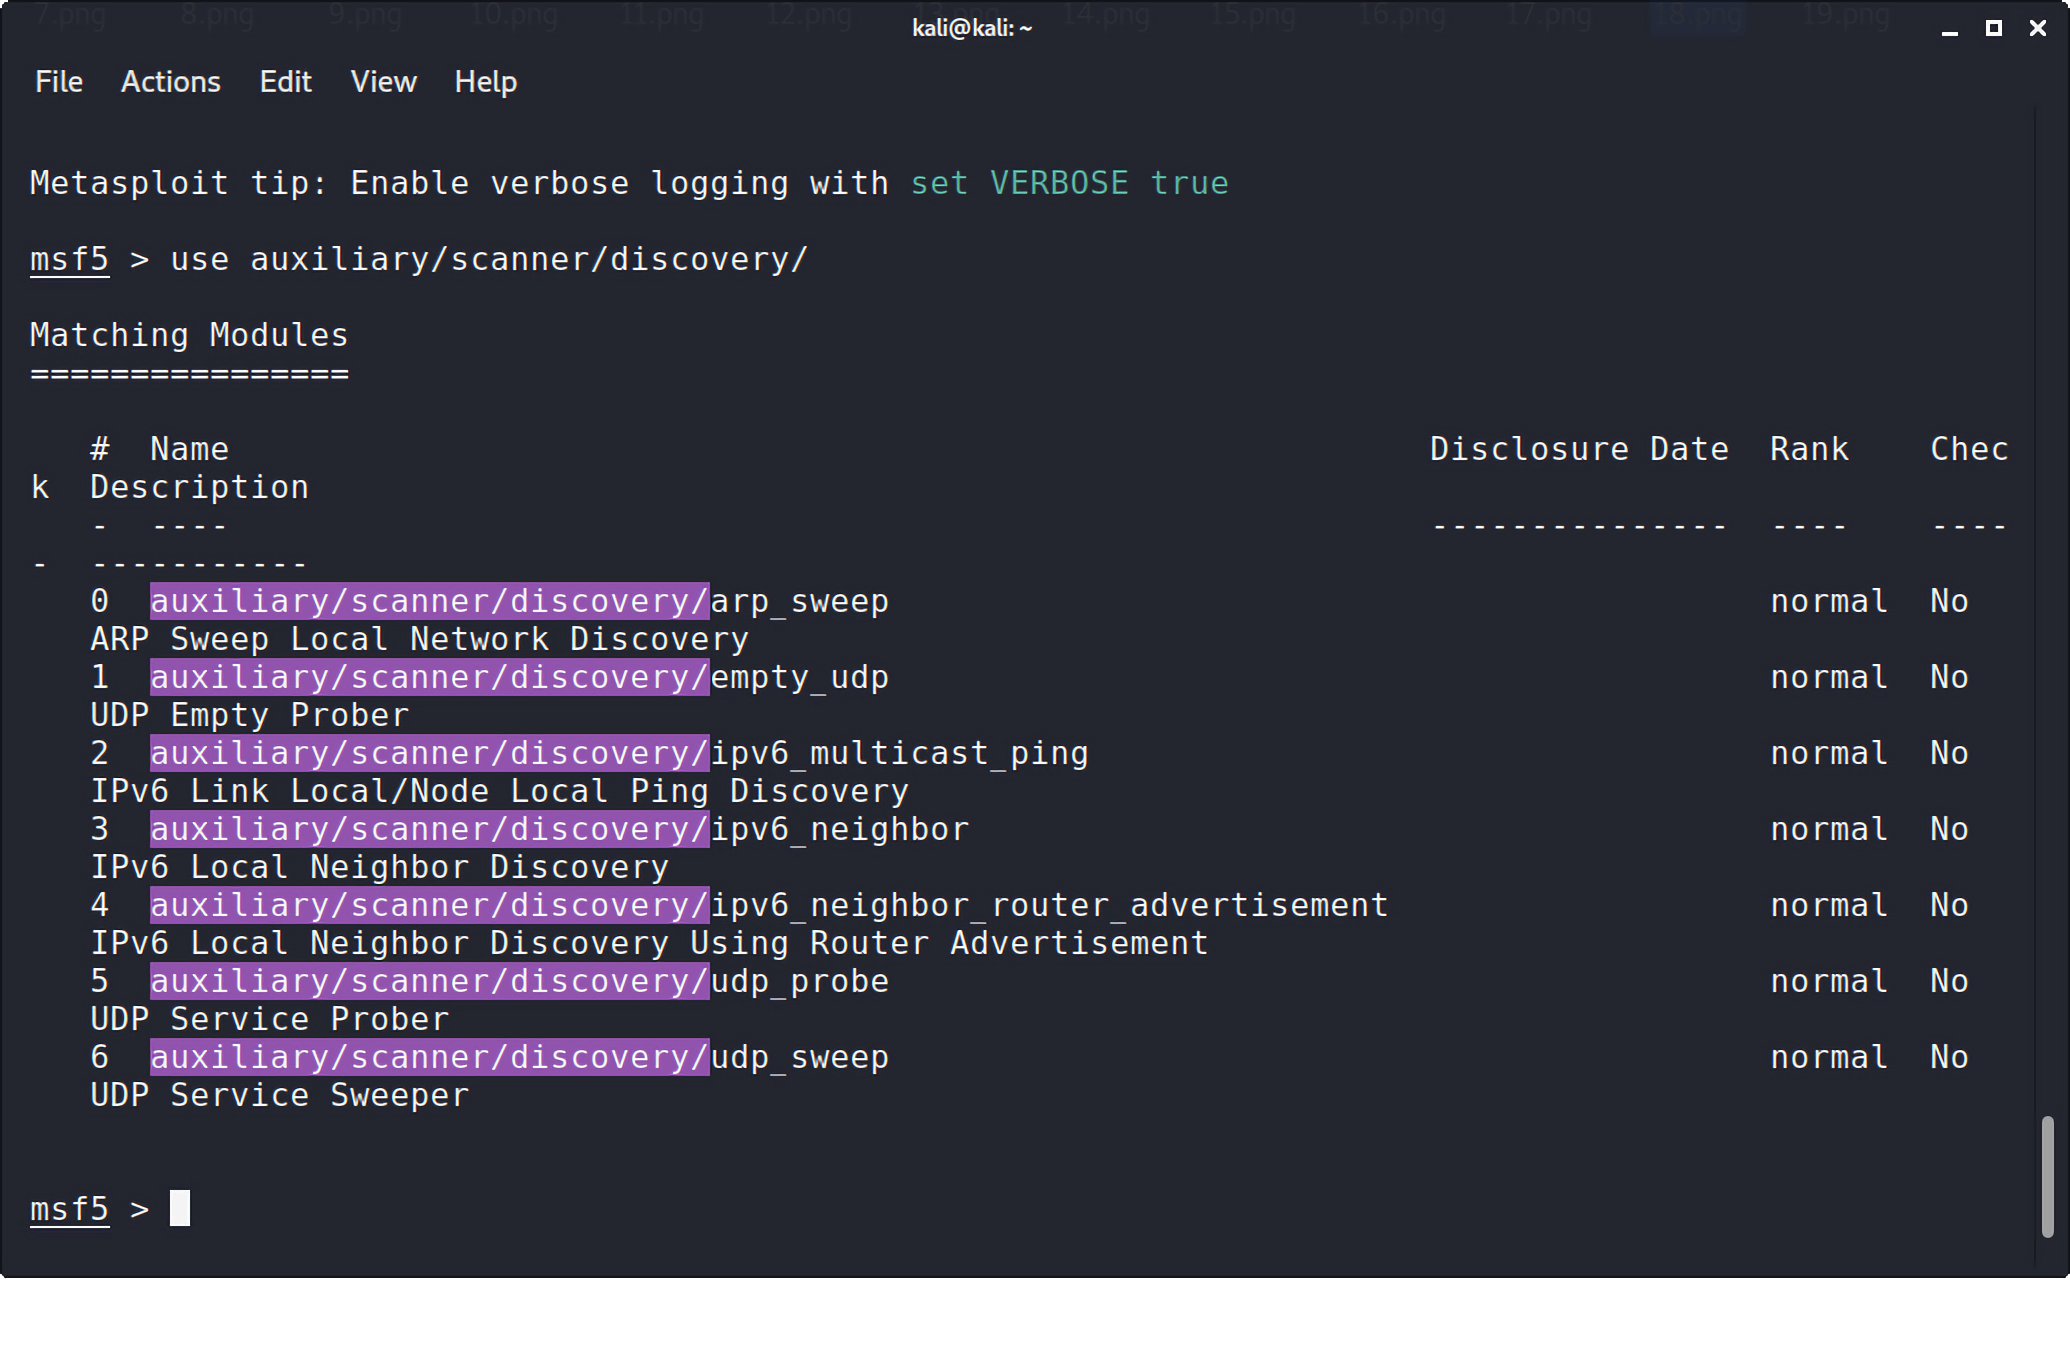 7.png 8.png 9.png 10.png 11.png 12.png 13.png 14.png 15.png 16.png 17.png 18.png 19.png
kali@kali: ~
File Actions Edit View Help
Metasploit tip: Enable verbose logging with set VERBOSE true
msf5 > use auxiliary/scanner/discovery/
Matching Modules
================
# Name Disclosure Date Rank Chec
k Description
- ---- --------------- ---- ----
- -----------
0 auxiliary/scanner/discovery/arp_sweep normal No
ARP Sweep Local Network Discovery
1 auxiliary/scanner/discovery/empty_udp normal No
UDP Empty Prober
2 auxiliary/scanner/discovery/ipv6_multicast_ping normal No
IPv6 Link Local/Node Local Ping Discovery
3 auxiliary/scanner/discovery/ipv6_neighbor normal No
IPv6 Local Neighbor Discovery
4 auxiliary/scanner/discovery/ipv6_neighbor_router_advertisement normal No
IPv6 Local Neighbor Discovery Using Router Advertisement
5 auxiliary/scanner/discovery/udp_probe normal No
UDP Service Prober
6 auxiliary/scanner/discovery/udp_sweep normal No
UDP Service Sweeper
msf5 >